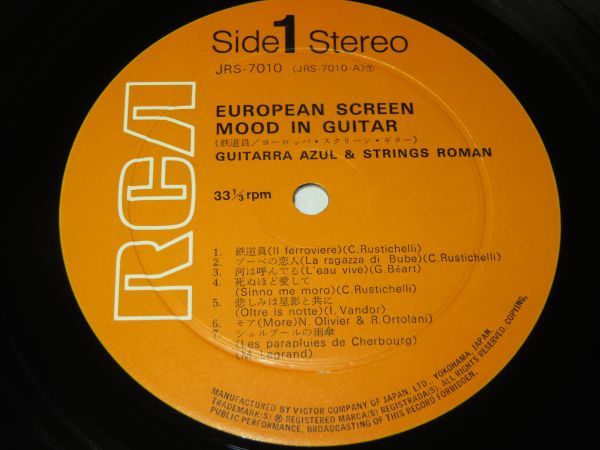 Side 1 Stereo
JRS-7010 (JRS-7010-A)
RCA
EUROPEAN SCREEN
MOOD IN GUITAR
(鉄道員/ヨーロッパ・スクリーン・ギター)
GUITARRA AZUL & STRINGS ROMAN
33 1/3 rpm
1. 鉄道員(Il ferroviere)(C.Rustichelli)
2. ブーベの恋人(La rsgazza di Bube)(C.Rustichelli)
3. 河は呼んでる(L'eau vive)(G.Béart)
4. 死ぬほど愛して
(Sinno me moro)(C.Rustichelli)
5. 悲しみは星影と共に
(Oltre is notte)(I.Vandor)
6. モア(More)(N.Olivier & R.Ortolani)
7. シェルブールの雨傘
(Les parapluies de Cherbourg)
(M.Legrand)
MANUFACTURED BY VICTOR COMPANY OF JAPAN, LTD., YOKOHAMA, JAPAN.
TRADEMARK(S) ® REGISTERED MARCA(S) REGISTRADA(S). ALL RIGHTS RESERVED. COPYING,
PUBLIC PERFORMANCE, BROADCASTING OF THIS RECORD FORBIDDEN.